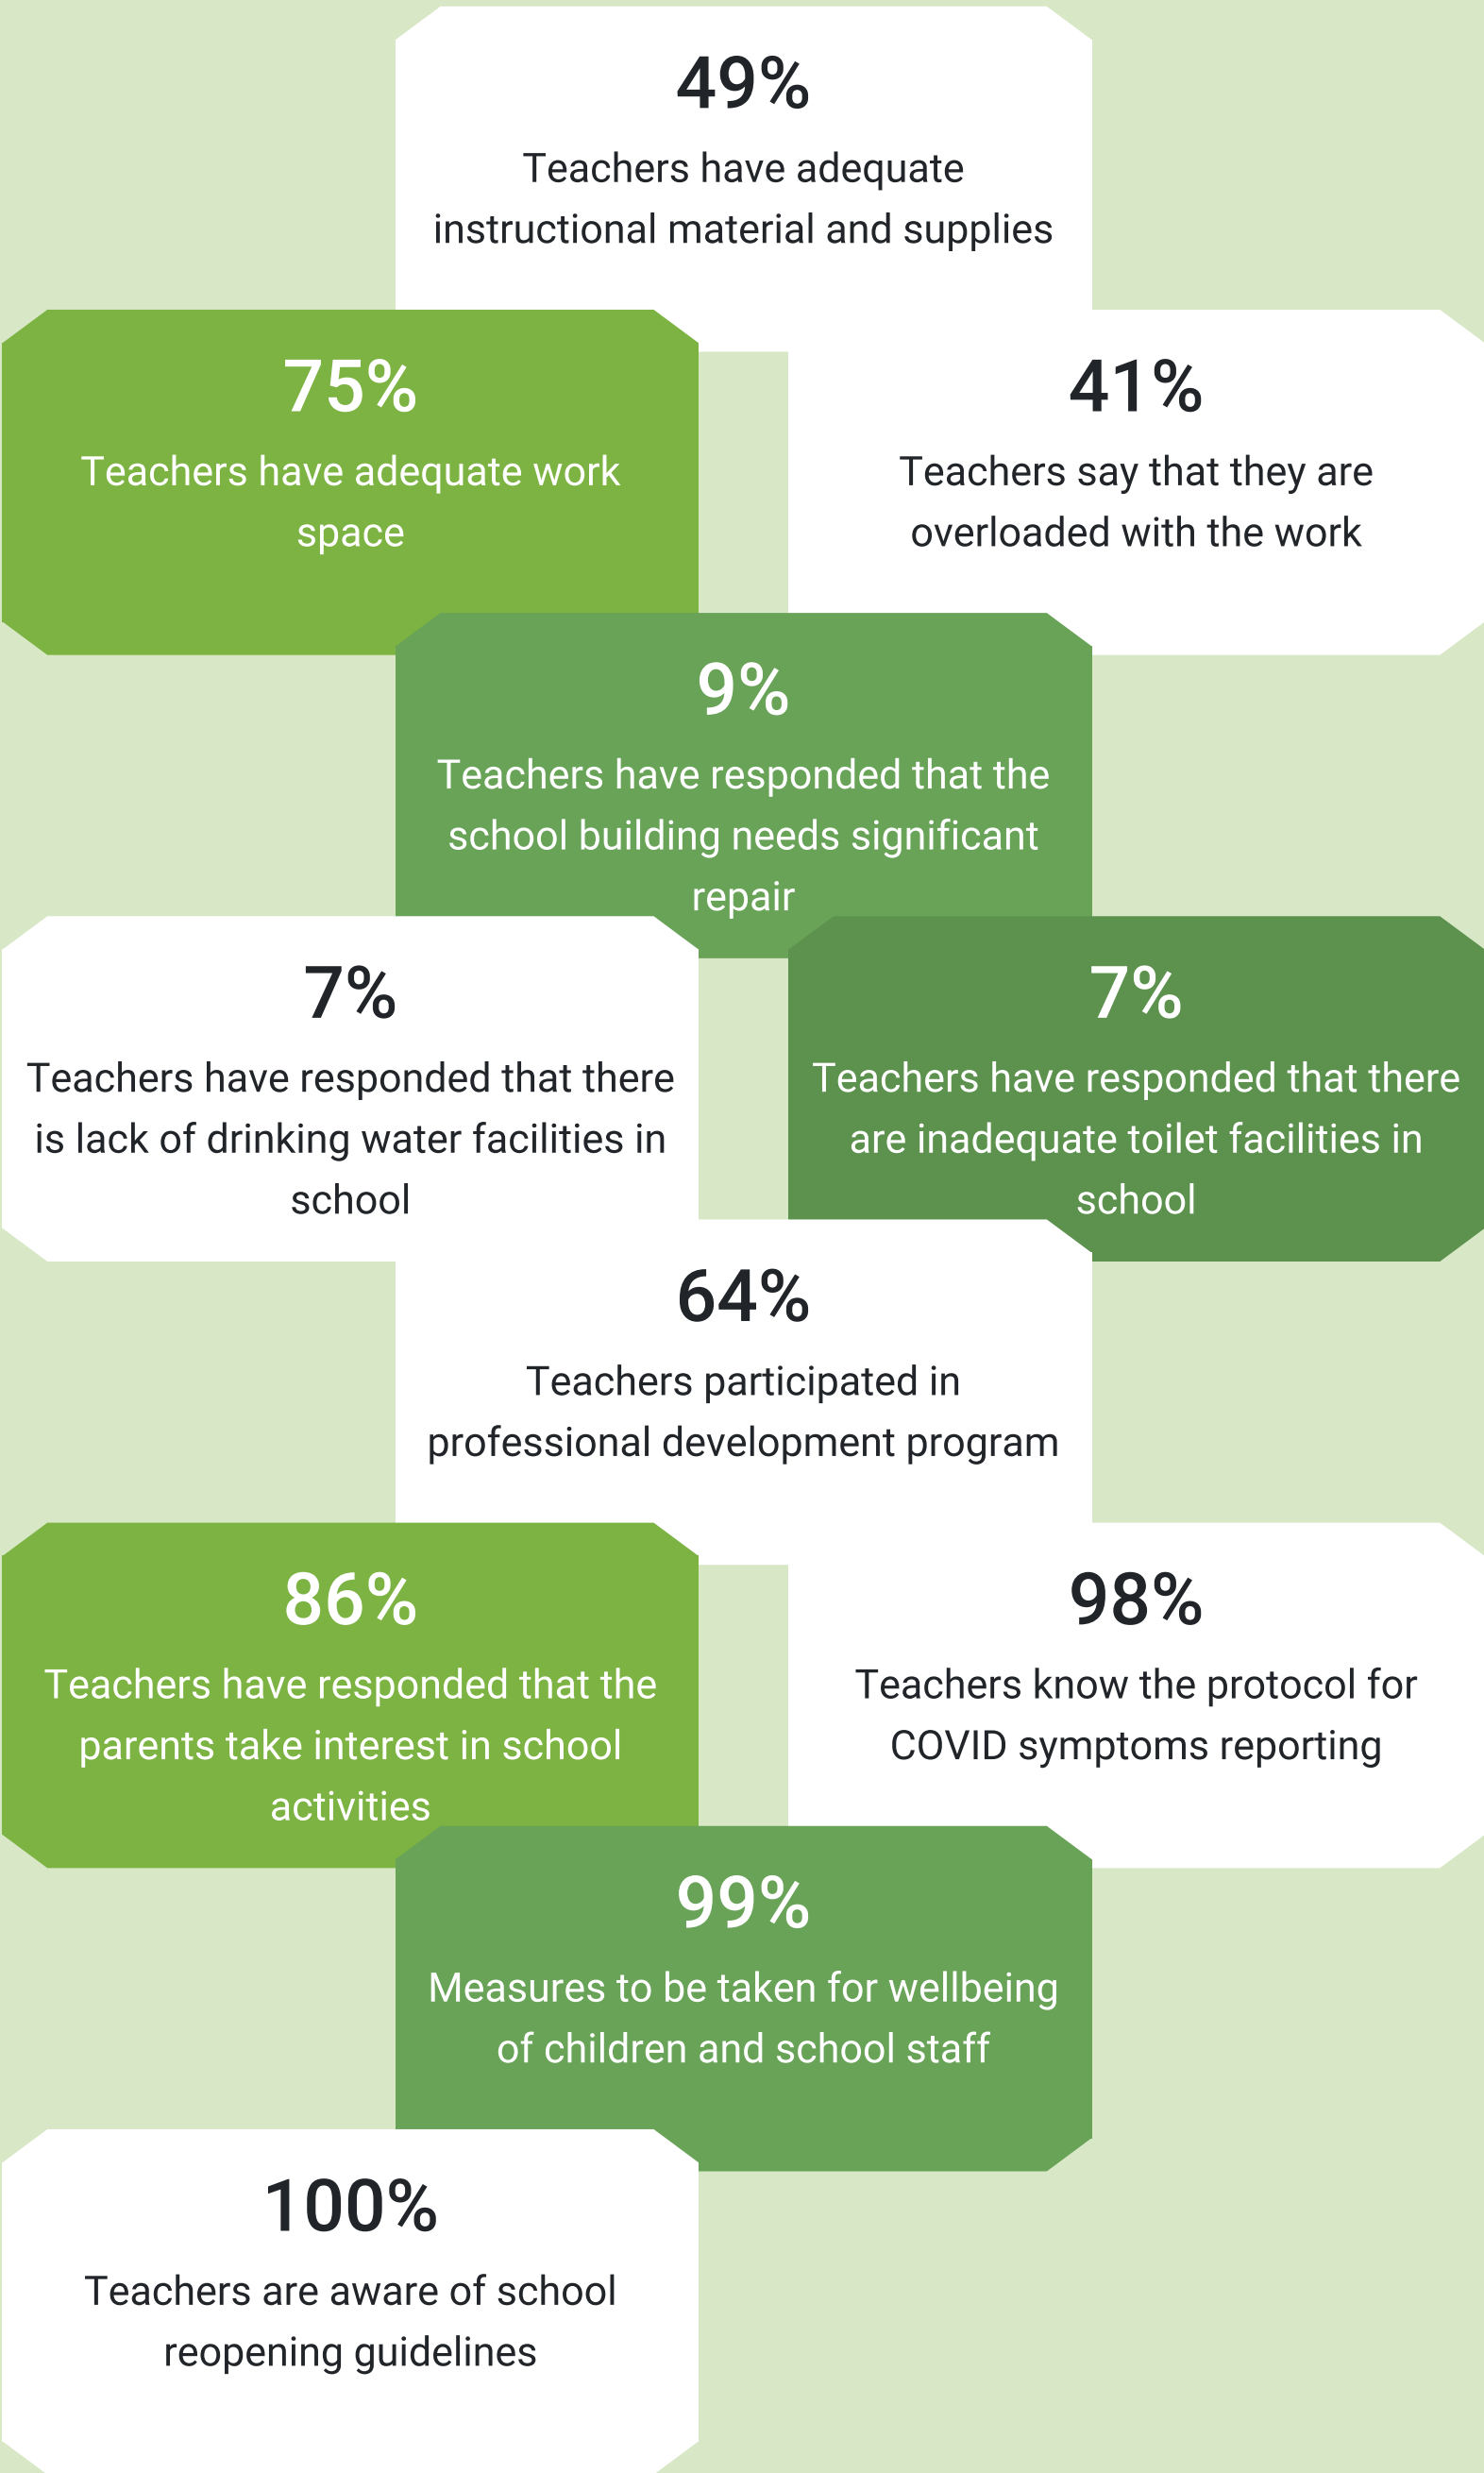 49%
Teachers have adequate
instructional material and supplies
75%
Teachers have adequate work
space
41%
Teachers say that they are
overloaded with the work
9%
Teachers have responded that the
school building needs significant
repair
7%
Teachers have responded that there
is lack of drinking water facilities in
school
7%
Teachers have responded that there
are inadequate toilet facilities in
school
64%
Teachers participated in
professional development program
86%
Teachers have responded that the
parents take interest in school
activities
98%
Teachers know the protocol for
COVID symptoms reporting
99%
Measures to be taken for wellbeing
of children and school staff
100%
Teachers are aware of school
reopening guidelines